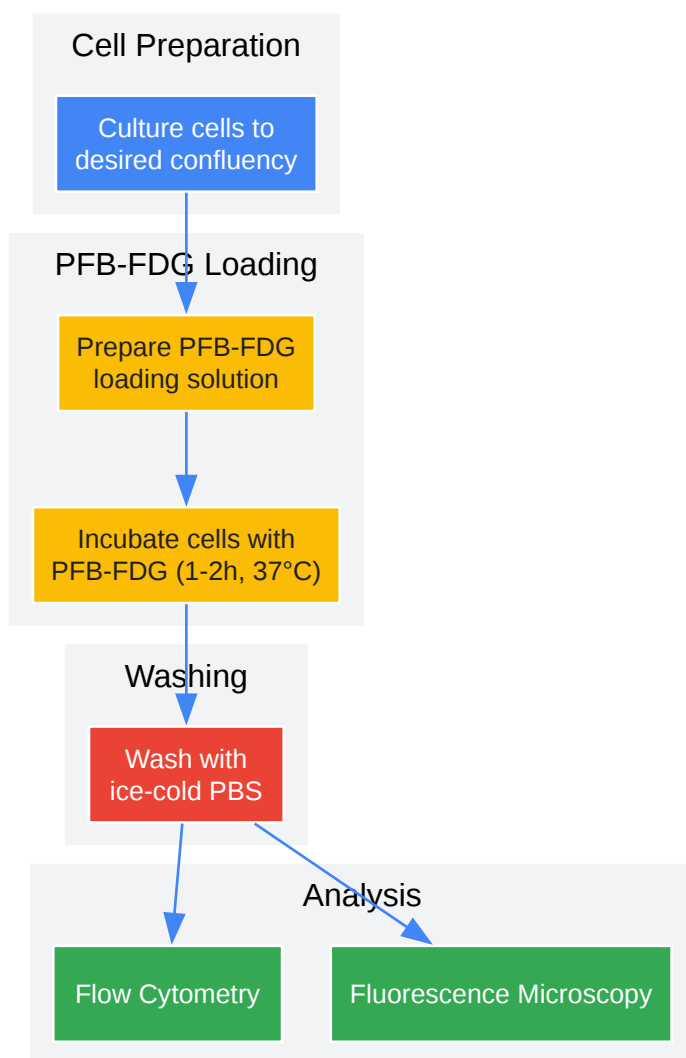 Cell Preparation
Culture cells to
desired confluency
PFB-FDG Loading
Prepare PFB-FDG
loading solution
Incubate cells with
PFB-FDG (1-2h, 37°C)
Washing
Wash with
ice-cold PBS
Analysis
Flow Cytometry
Fluorescence Microscopy